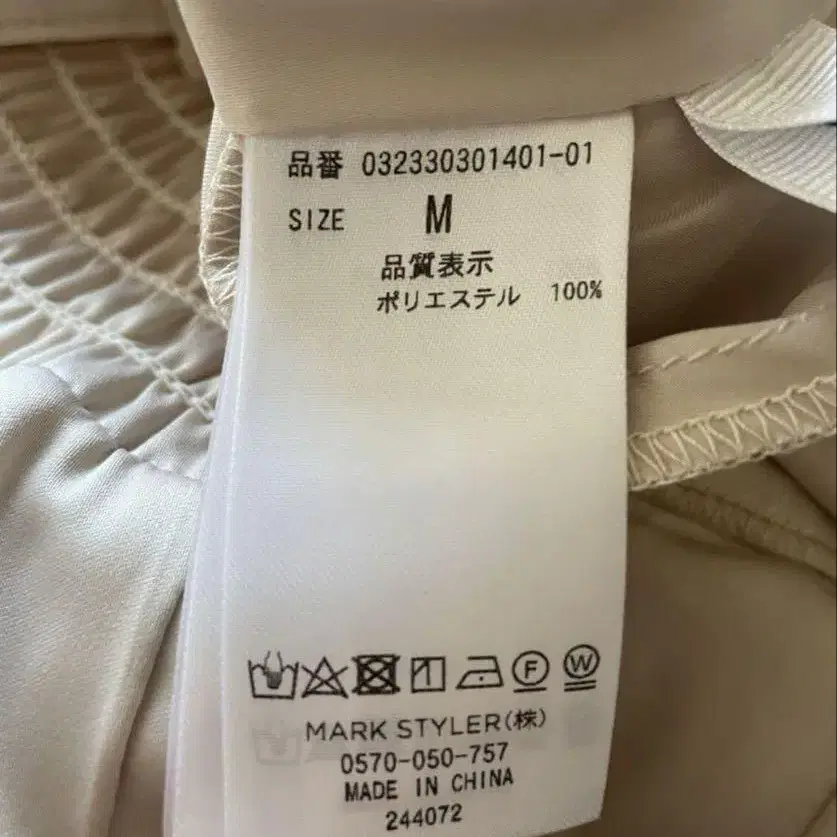 品番 032330301401-01
SIZE M
品質表示
ポリエステル 100%
F W
MARK STYLER(株)
0570-050-757
MADE IN CHINA
244072